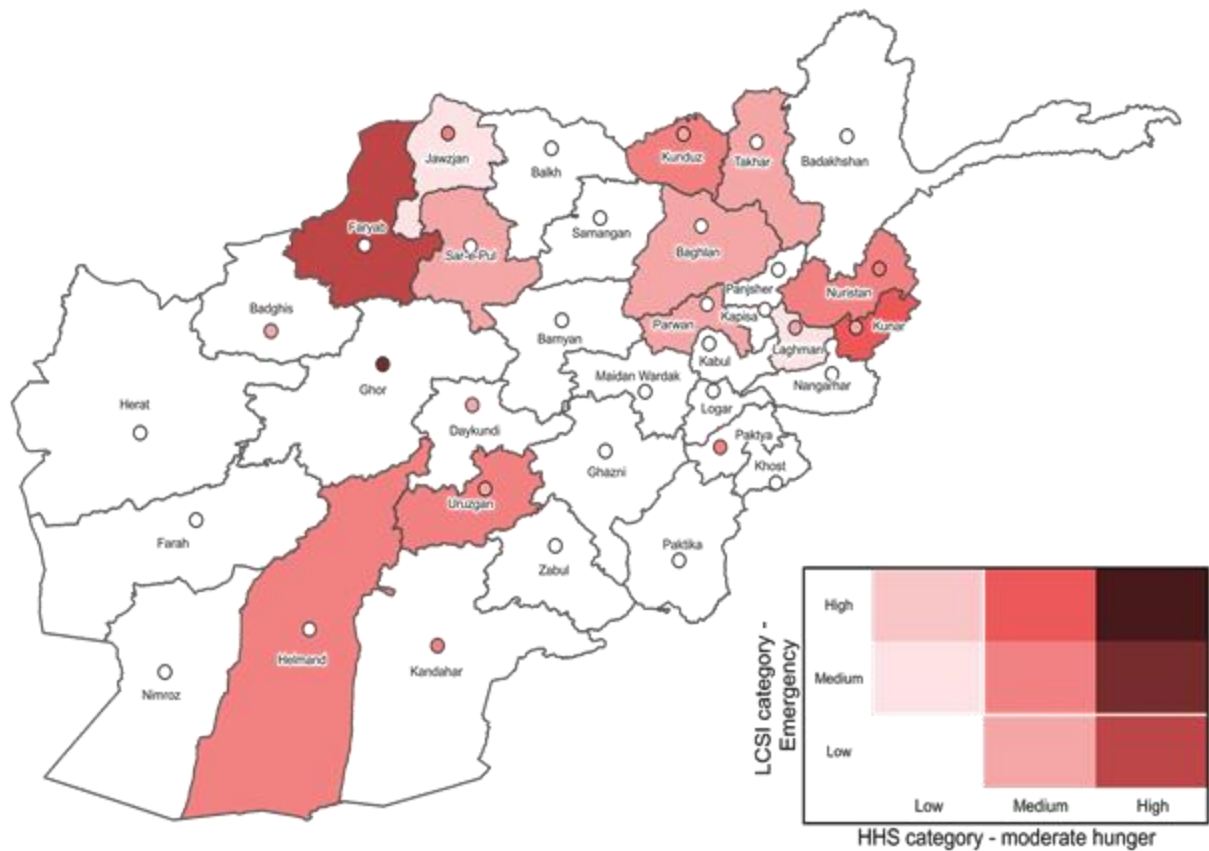 Jawzjan
Balkh
Kunduz
Takhar
Badakhshan
Faryab
Sar-e-Pul
Samangan
Baghlan
Panjsher
Nuristan
Badghis
Parwan
Kapisa
Kunar
Bamyan
Laghman
Kabul
Ghor
Maidan Wardak
Nangarhar
Herat
Logar
Daykundi
Paktya
Ghazni
Khost
Uruzgan
Farah
Zabul
Paktika
Helmand
Kandahar
Nimroz
LCSI category -
Emergency
High
Medium
Low
Low
Medium
High
HHS category - moderate hunger